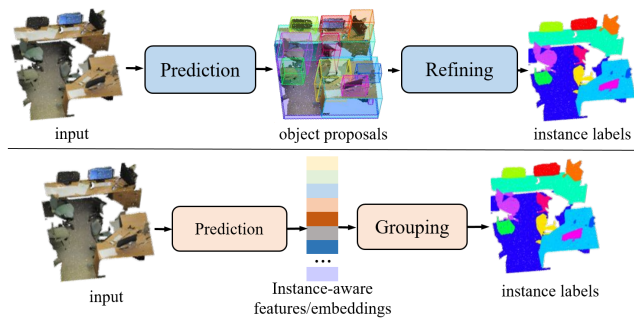 Prediction
Refining
input
object proposals
instance labels
Prediction
Grouping
...
input
Instance-aware
features/embeddings
instance labels